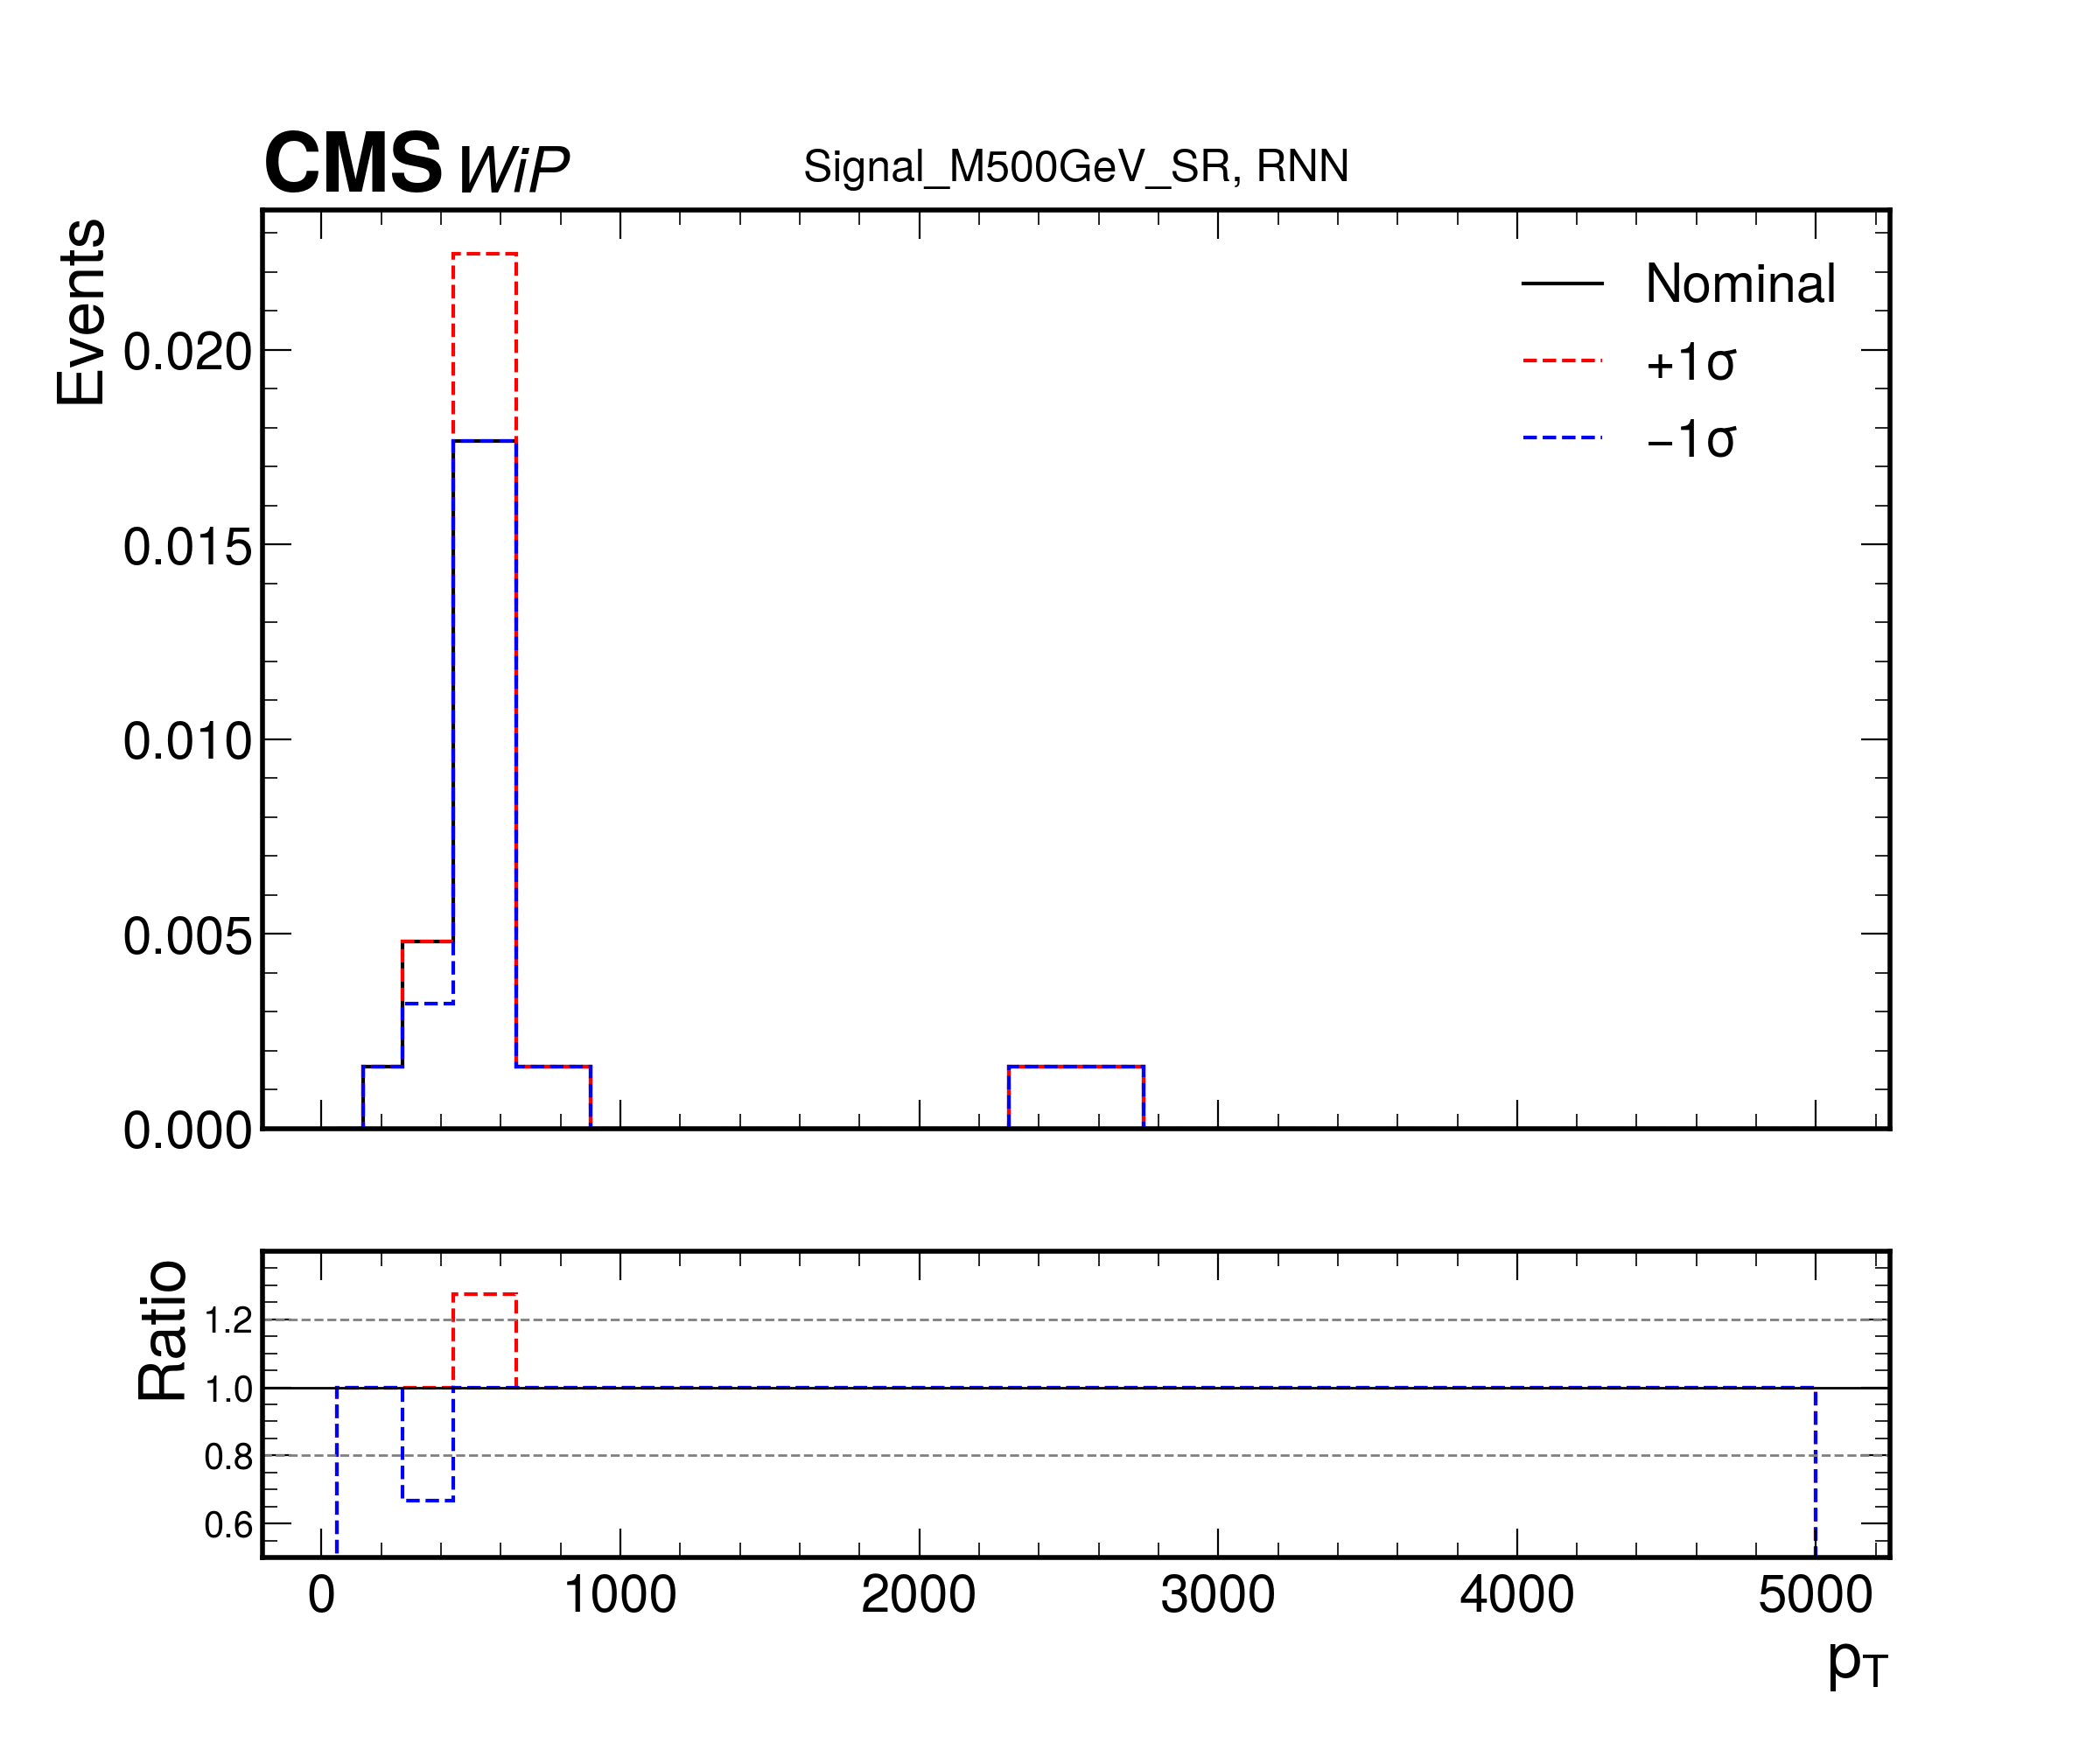 CMS WiP Signal_M500GeV_SR, RNN
Events
0.020
0.015
0.010
0.005
0.000
Nominal
+1σ
−1σ
Ratio
1.2
1.0
0.8
0.6
0 1000 2000 3000 4000 5000
pT